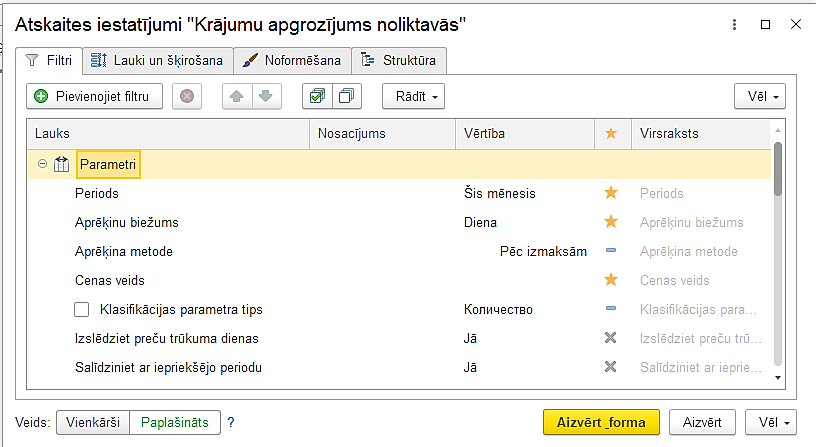 Atskaites iestatījumi "Krājumu apgrozījums noliktavās"
Filtri Lauki un šķirošana Noformēšana Struktūra
Pievienojiet filtru Rādīt Vēl
Lauks Nosacījums Vērtība Virsraksts
Parametri
Periods Šis mēnesis Periods
Aprēķinu biežums Diena Aprēķinu biežums
Aprēķina metode Pēc izmaksām Aprēķina metode
Cenas veids Cenas veids
Klasifikācijas parametra tips Количество Klasifikācijas para...
Izslēdziet preču trūkuma dienas Jā Izslēdziet preču trū...
Salīdziniet ar iepriekšējo periodu Jā Salīdziniet ar ieprie...
Veids: Vienkārši Paplašināts ? Aizvērt_forma Aizvērt Vēl